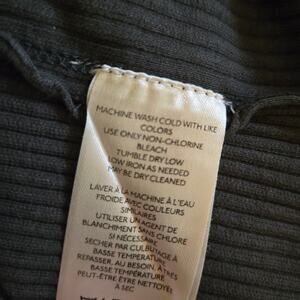 MACHINE WASH COLD WITH LIKE
COLORS
USE ONLY NON-CHLORINE
BLEACH
TUMBLE DRY LOW
LOW IRON AS NEEDED
MAY BE DRY CLEANED
LAVER À LA MACHINE À L'EAU
FROIDE AVEC COULEURS
SIMILAIRES
UTILISER UN AGENT DE
BLANCHIMENT SANS CHLORE
SI NÉCESSAIRE
SÉCHER PAR CULBUTAGE À
BASSE TEMPÉRATURE
REPASSER, AU BESOIN, À TRÈS
BASSE TEMPÉRATURE
PEUT-ÊTRE ÊTRE NETTOYÉ
A SEC